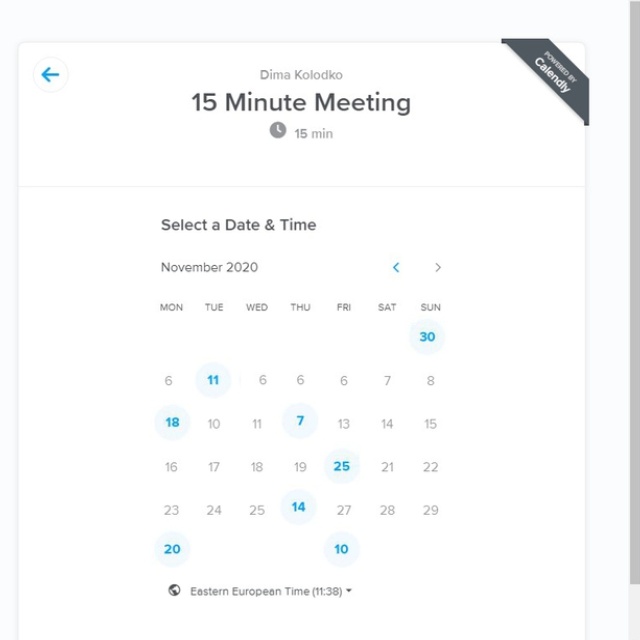 POWERED BY
Calendly
Dima Kolodko
15 Minute Meeting
15 min
Select a Date & Time
November 2020
MON TUE WED THU FRI SAT SUN
30
6 11 6 6 6 7 8
18 10 11 7 13 14 15
16 17 18 19 25 21 22
23 24 25 14 27 28 29
20 10
Eastern European Time (11:38)